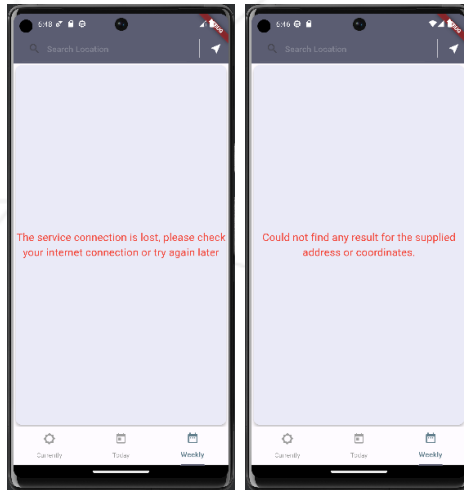 5:48
Search Location
The service connection is lost, please check
your internet connection or try again later
Currently
Today
Weekly
5:46
Search Location
Could not find any result for the supplied
address or coordinates.
Currently
Today
Weekly